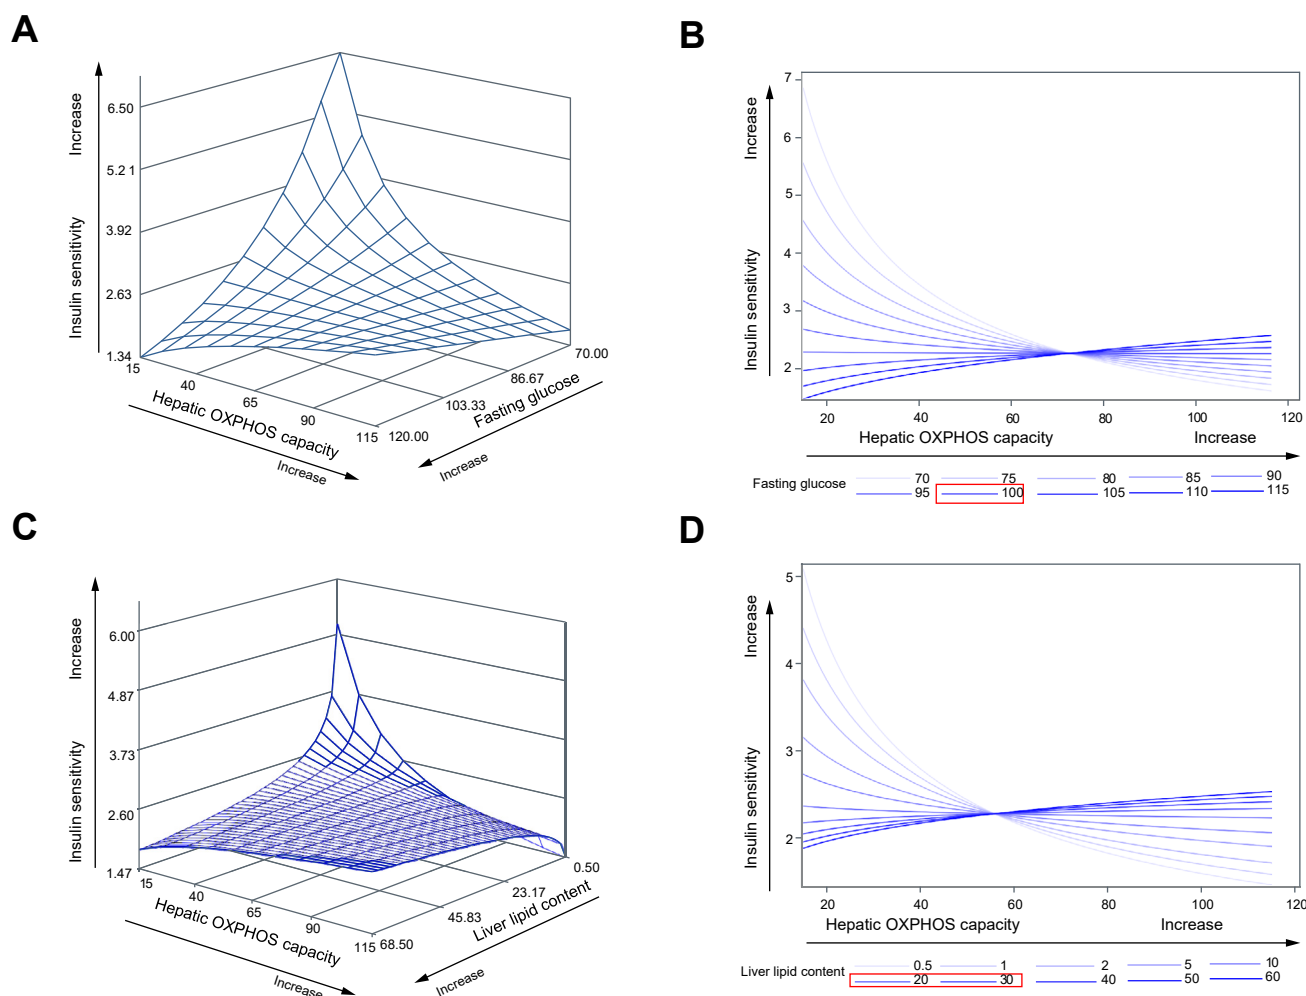 A
Increase
Insulin sensitivity
6.50
5.21
3.92
2.63
1.34
15
40
65
90
115
Hepatic OXPHOS capacity
Increase
120.00
103.33
86.67
70.00
Fasting glucose
Increase
B
Increase
Insulin sensitivity
7
6
5
4
3
2
20 40 60 80 100 120
Hepatic OXPHOS capacity Increase
Fasting glucose 70 75 80 85 90
95 100 105 110 115
C
Increase
Insulin sensitivity
6.00
4.87
3.73
2.60
1.47
15
40
65
90
115
Hepatic OXPHOS capacity
Increase
68.50
45.83
23.17
0.50
Liver lipid content
Increase
D
Increase
Insulin sensitivity
5
4
3
2
20 40 60 80 100 120
Hepatic OXPHOS capacity Increase
Liver lipid content 0.5 1 2 5 10
20 30 40 50 60